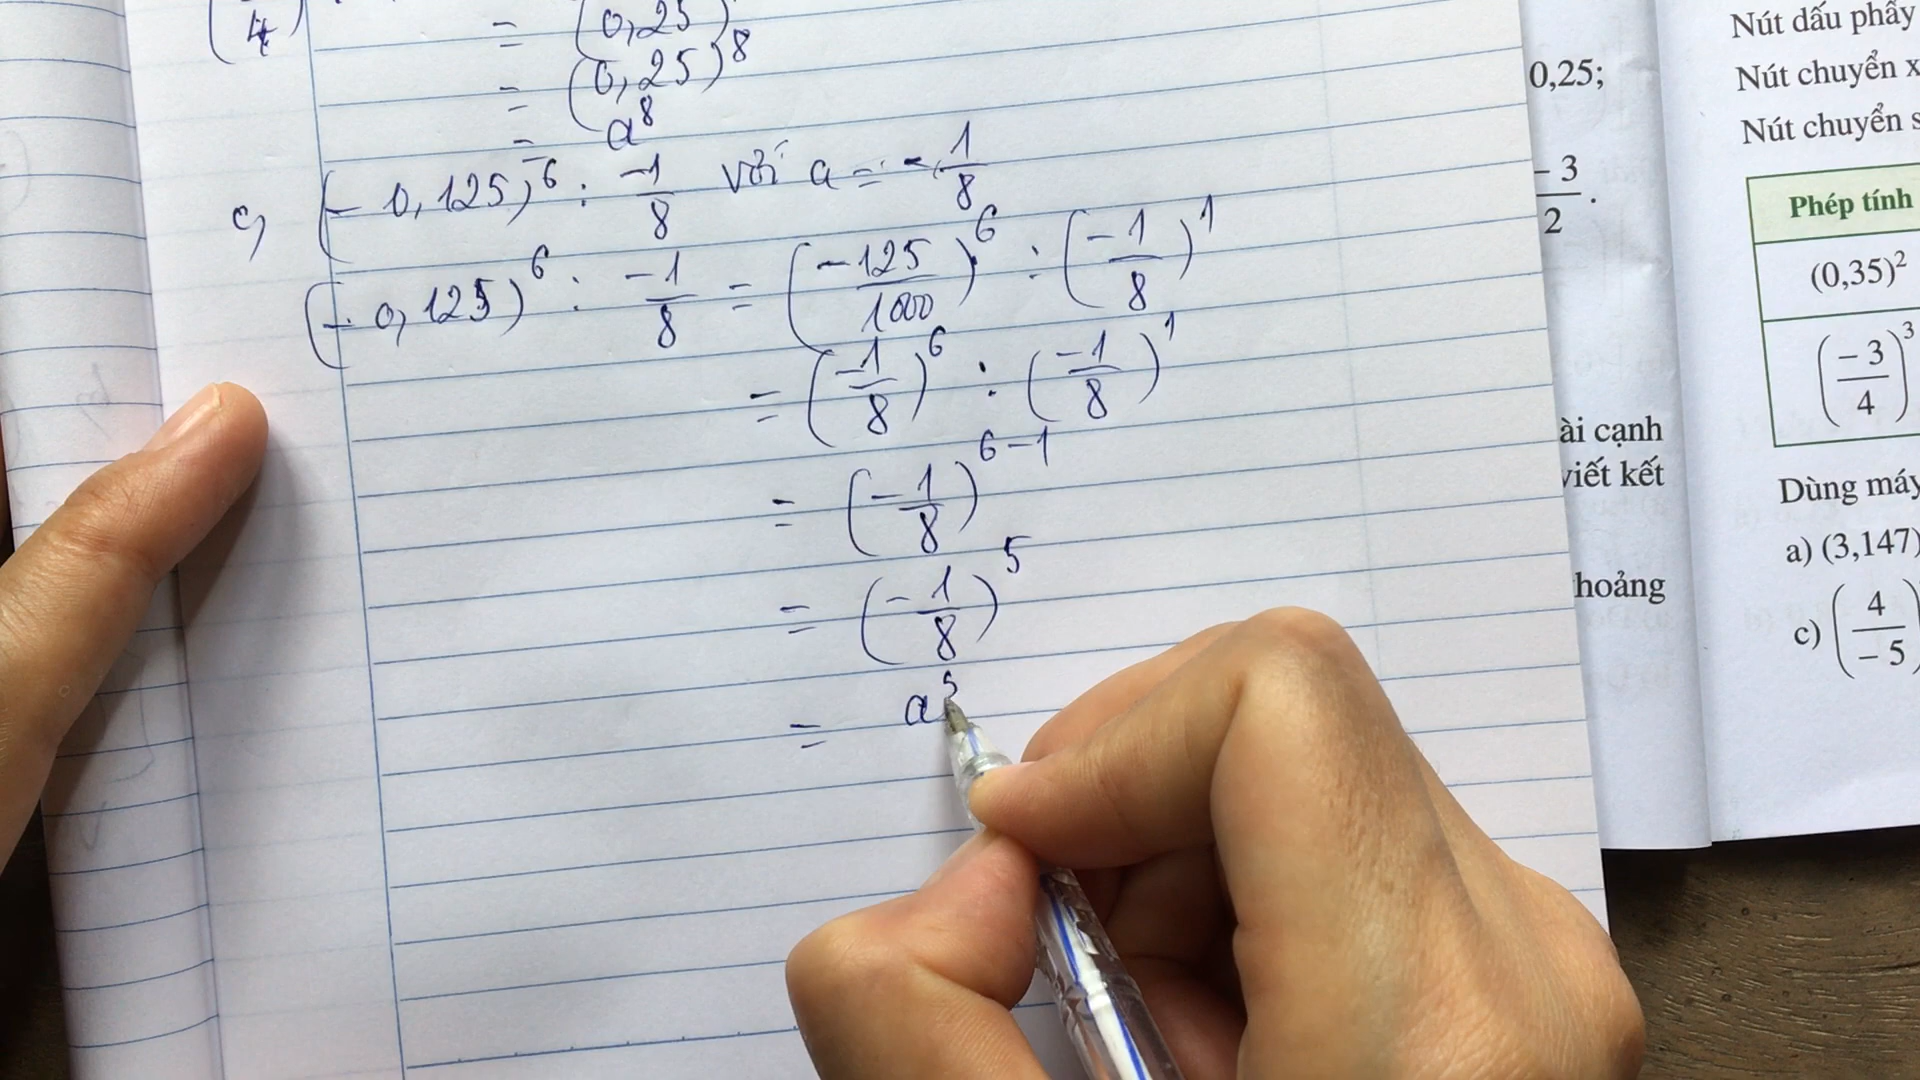 (/4)
= (0,25)
= (0,25)^8
= a^8
c) (-0,125)^6 : -1/8 với a = -1/8
(-0,125)^6 : -1/8 = (-125/1000)^6 : (-1/8)^1
= (-1/8)^6 : (-1/8)^1
= (-1/8)^6-1
= (-1/8)^5
= a^5
0,25;
-3/2.
ài cạnh
viết kết
hoảng
Nút dấu phẩy
Nút chuyển x
Nút chuyển s
Phép tính
(0,35)^2
(-3/4)^3
Dùng máy
a) (3,147)
c) (4/-5)